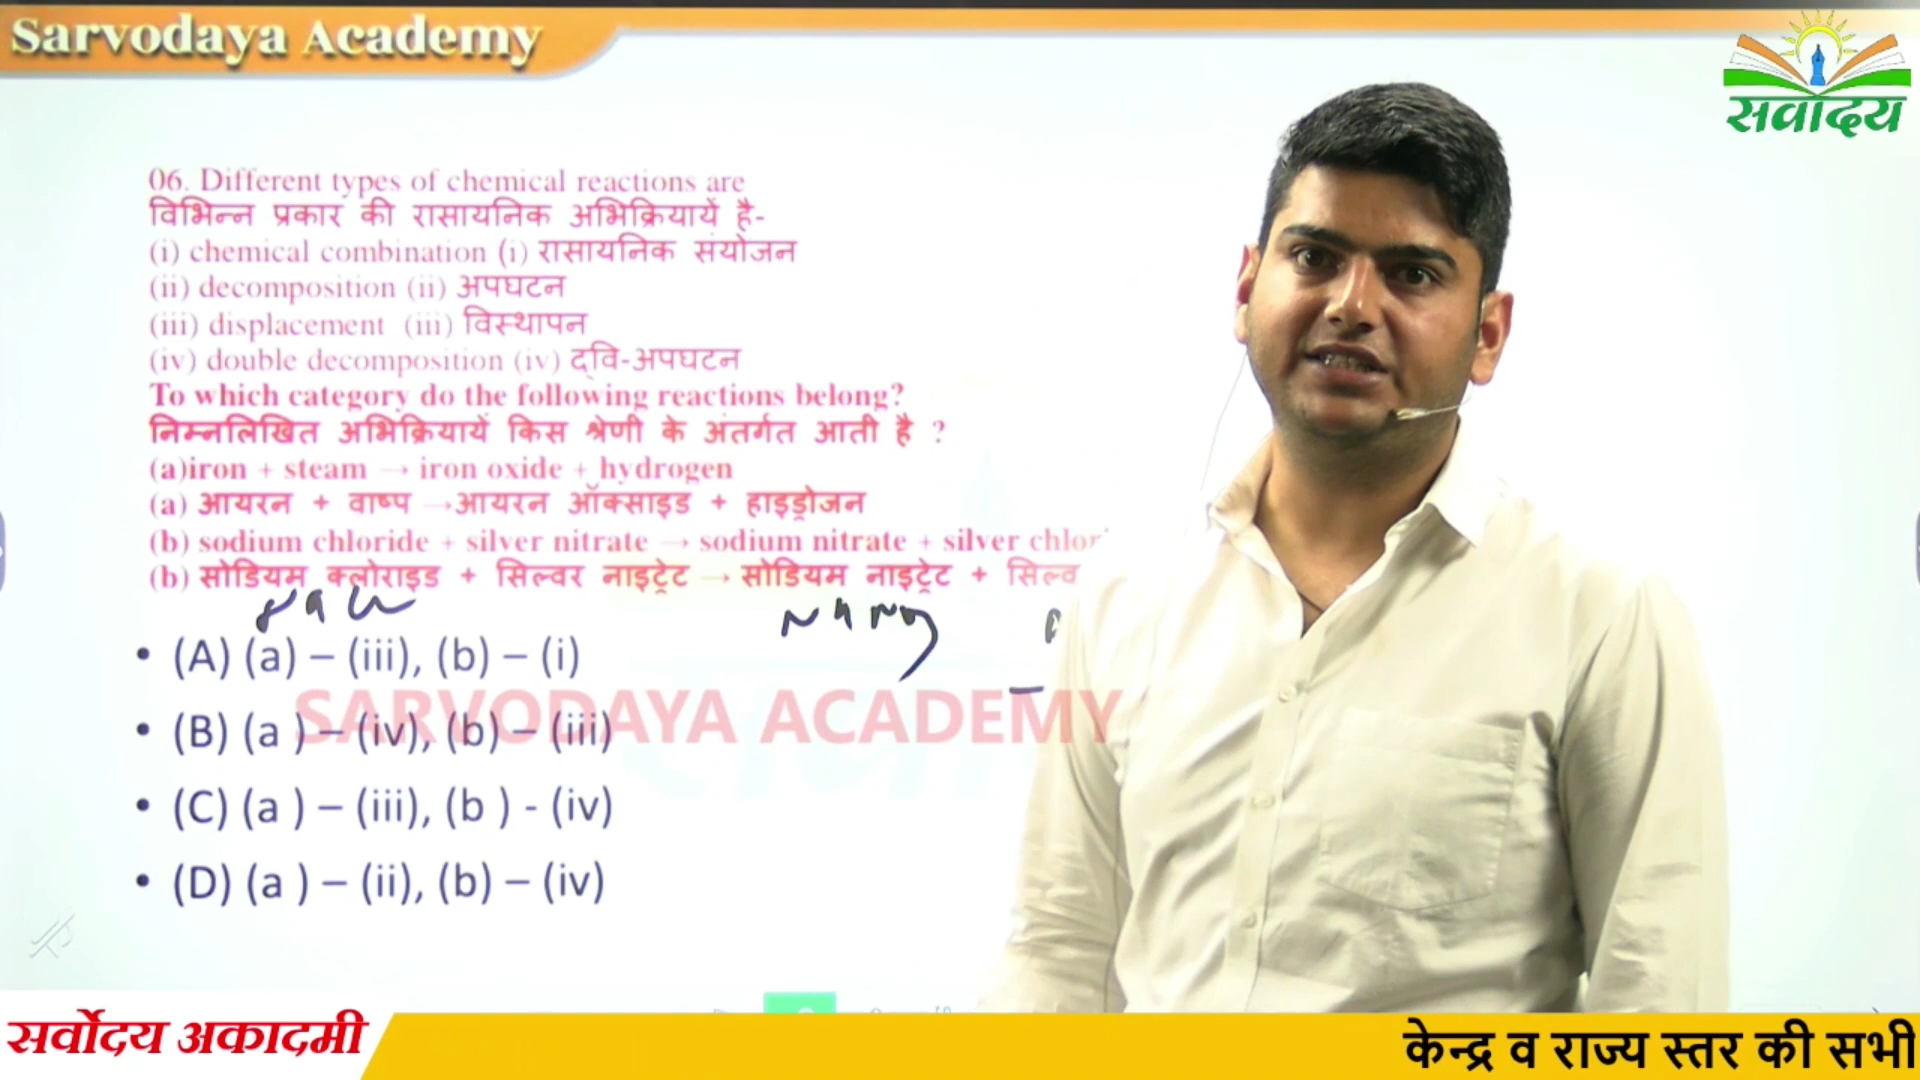 Sarvodaya Academy
सर्वोदय
06. Different types of chemical reactions are
विभिन्न प्रकार की रासायनिक अभिक्रियायें है-
(i) chemical combination (i) रासायनिक संयोजन
(ii) decomposition (ii) अपघटन
(iii) displacement (iii) विस्थापन
(iv) double decomposition (iv) द्वि-अपघटन
To which category do the following reactions belong?
निम्नलिखित अभिक्रियायें किस श्रेणी के अंतर्गत आती है ?
(a)iron + steam → iron oxide + hydrogen
(a) आयरन + वाष्प →आयरन ऑक्साइड + हाइड्रोजन
(b) sodium chloride + silver nitrate → sodium nitrate + silver chlor
(b) सोडियम क्लोराइड + सिल्वर नाइट्रेट → सोडियम नाइट्रेट + सिल्व
• (A) (a) – (iii), (b) – (i)
• (B) (a ) – (iv), (b) – (iii)
SARVODAYA ACADEMY
• (C) (a ) – (iii), (b ) - (iv)
• (D) (a ) – (ii), (b) – (iv)
सर्वोदय अकादमी
केन्द्र व राज्य स्तर की सभी